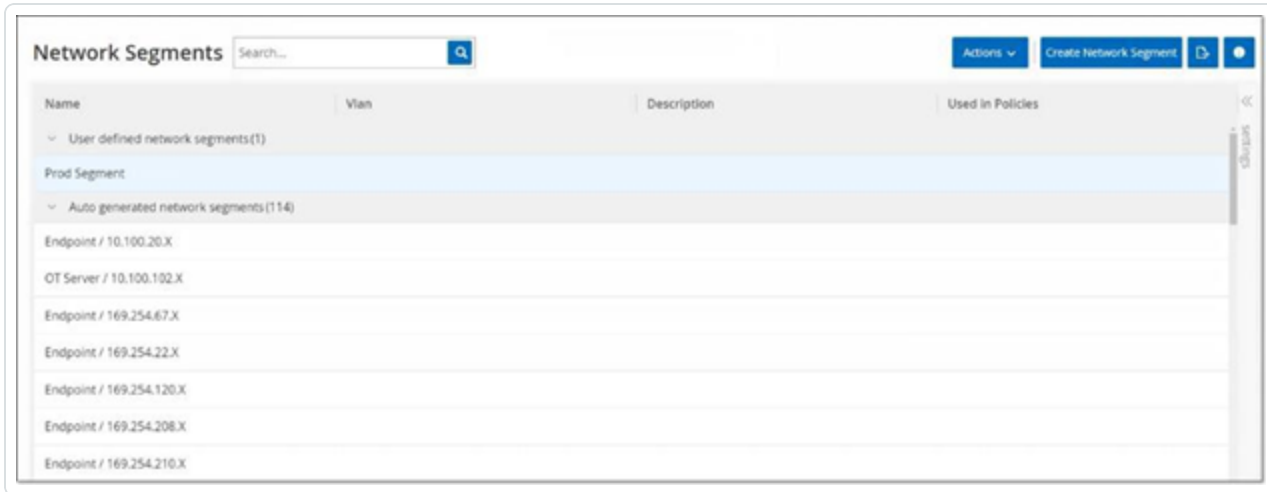 Network Segments Search... Actions Create Network Segment
Name Vlan Description Used in Policies
User defined network segments(1)
Prod Segment
Auto generated network segments(114)
Endpoint / 10.100.20.X
OT Server / 10.100.102.X
Endpoint / 169.254.67.X
Endpoint / 169.254.22.X
Endpoint / 169.254.120.X
Endpoint / 169.254.208.X
Endpoint / 169.254.210.X
settings